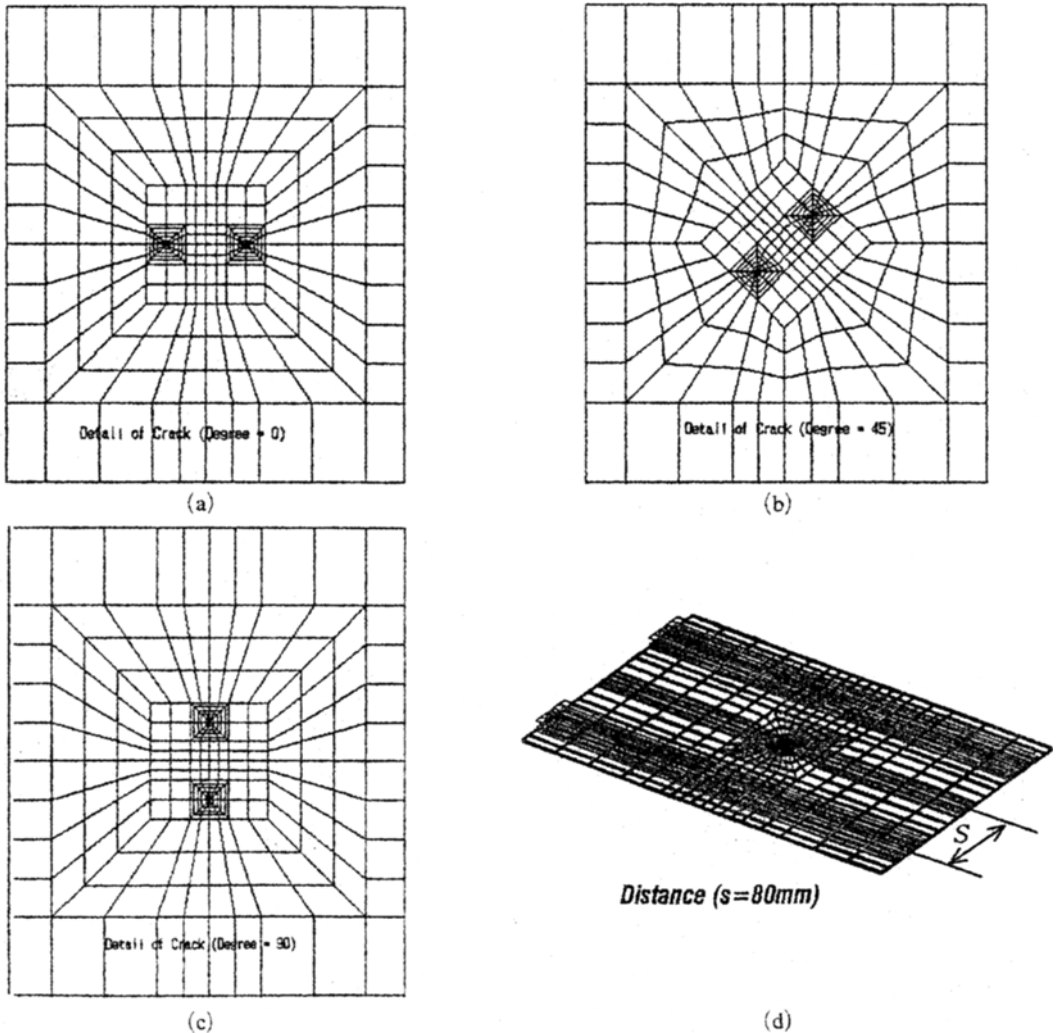 Detail of Crack (Degree = 0)
(a)
Detail of Crack (Degree = 45)
(b)
Detail of Crack (Degree = 90)
(c)
S
Distance (s=80mm)
(d)